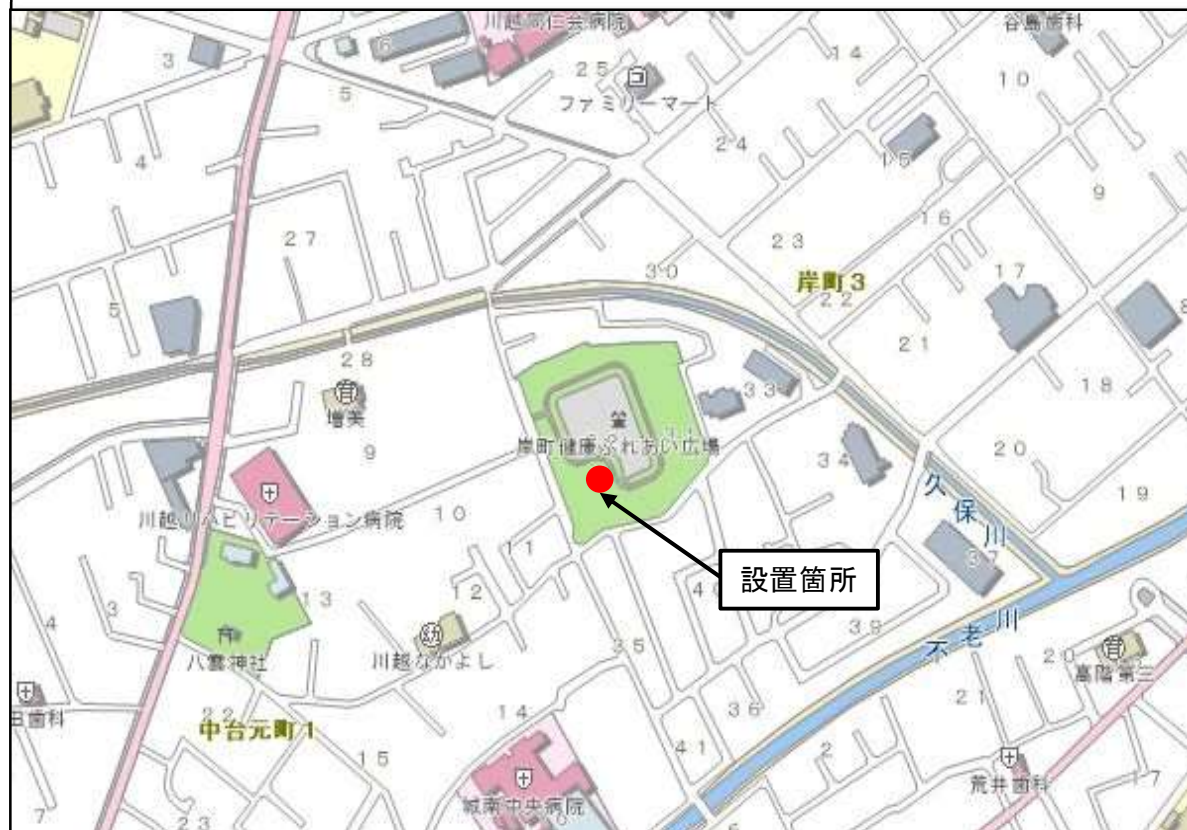 川越同仁会病院
谷島歯科
3
6
25
14
10
5
ファミリーマート
24
15
4
9
16
27
23
30
岸町3
22
17
5
8
21
28
増美
33
18
岸町健康ふれあい広場
9
34
20
久保川
19
川越リハビリテーション病院
10
11
37
設置箇所
4
3
13
12
39
八雲神社
川越なかよし
35
不老川
20
高階第三
歯科
22
中台元町1
14
36
21
15
41
2
荒井歯科
17
城南中央病院
7
23